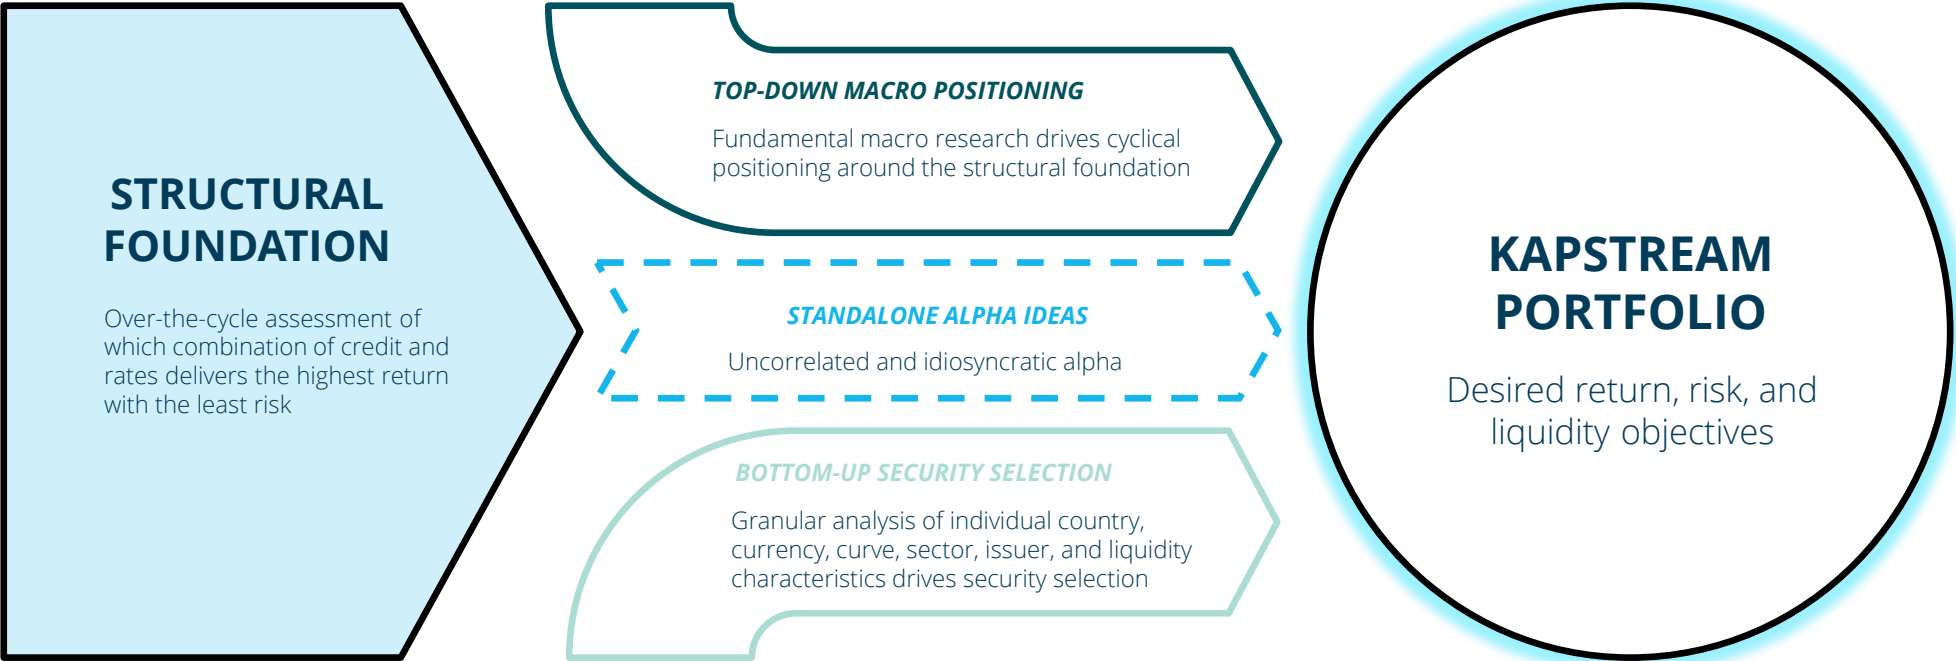 STRUCTURAL
FOUNDATION
Over-the-cycle assessment of
which combination of credit and
rates delivers the highest return
with the least risk
TOP-DOWN MACRO POSITIONING
Fundamental macro research drives cyclical
positioning around the structural foundation
STANDALONE ALPHA IDEAS
Uncorrelated and idiosyncratic alpha
BOTTOM-UP SECURITY SELECTION
Granular analysis of individual country,
currency, curve, sector, issuer, and liquidity
characteristics drives security selection
KAPSTREAM
PORTFOLIO
Desired return, risk, and
liquidity objectives